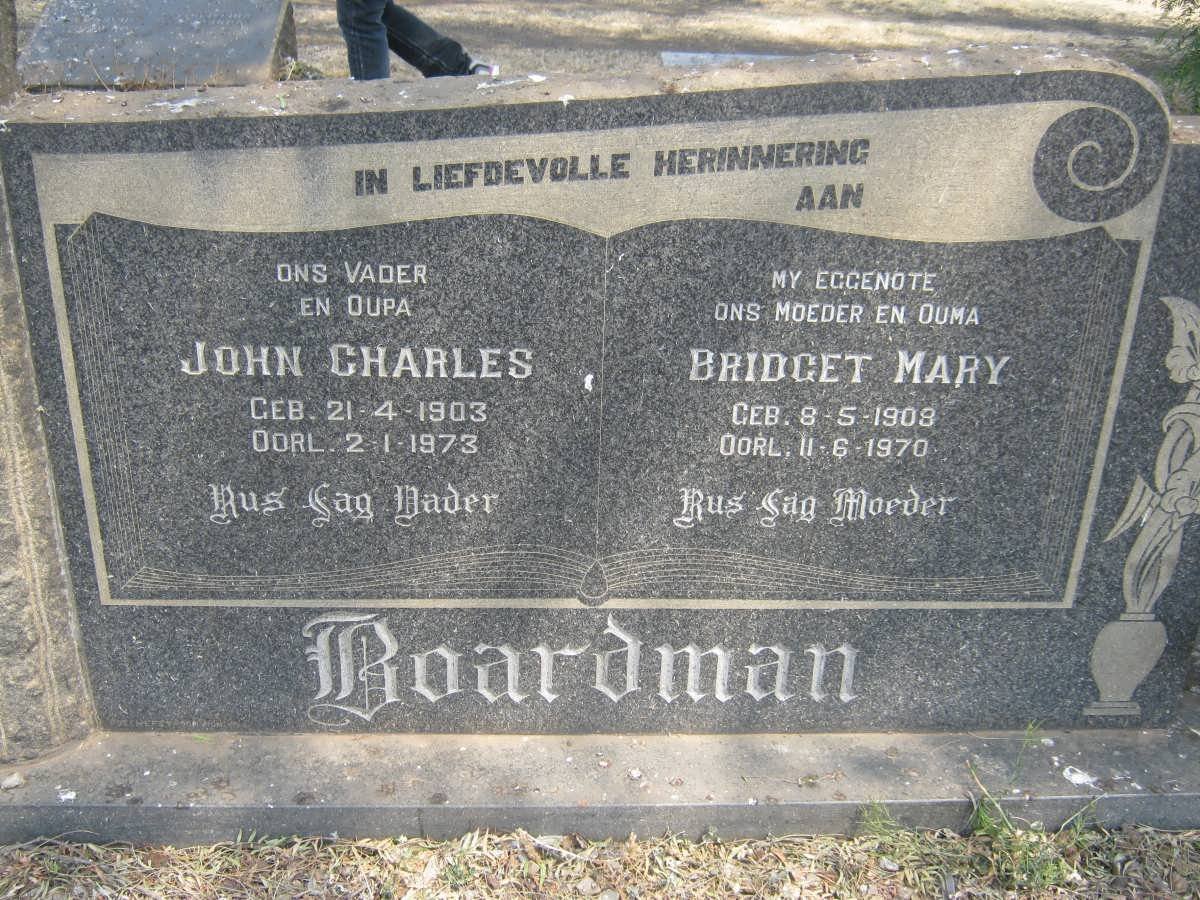 IN LIEFDEVOLLE HERINNERING
AAN
ONS VADER
EN OUPA
JOHN CHARLES
GEB. 21-4-1903
OORL. 2-1-1973
Rus Sag Vader
MY EGGENOTE
ONS MOEDER EN OUMA
BRIDGET MARY
GEB. 8-5-1908
OORL. 11-6-1970
Rus Sag Moeder
Boardman